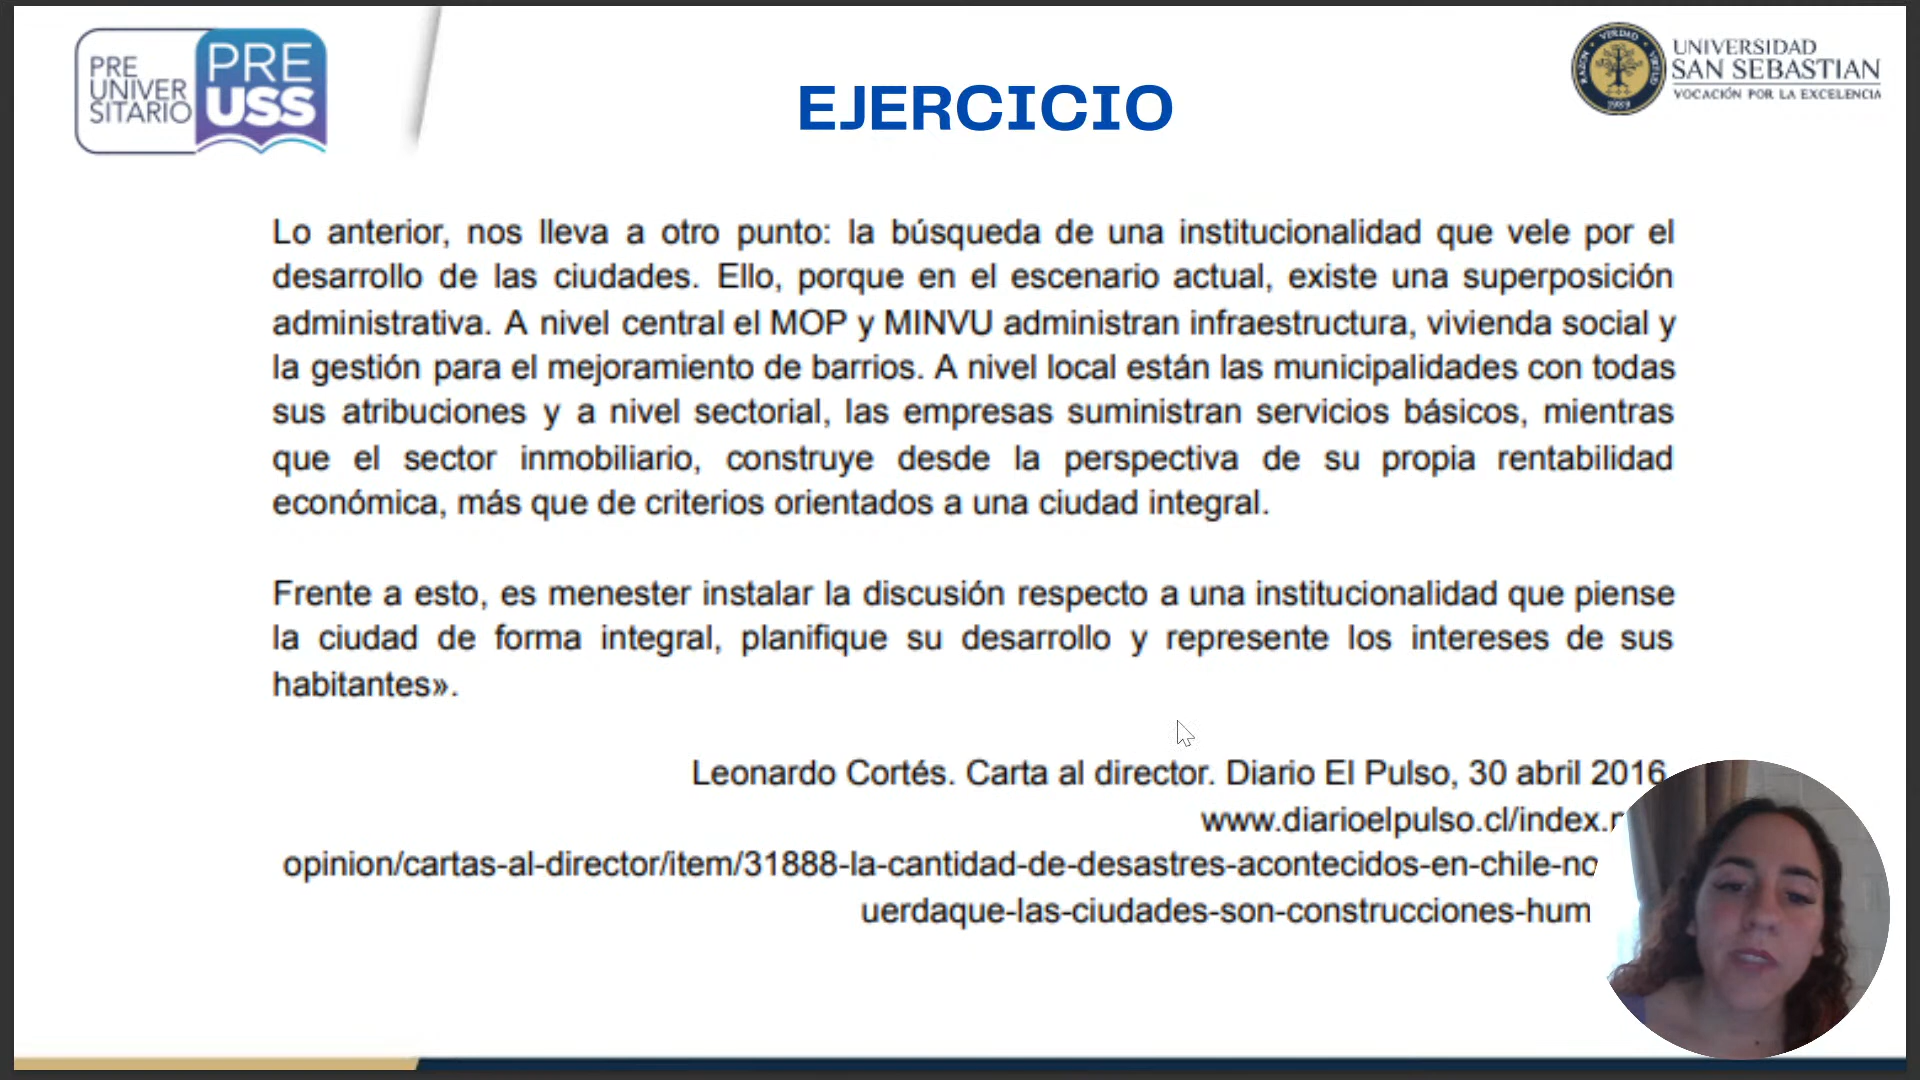 PRE
UNIVER
SITARIO
PRE
USS
EJERCICIO
VERDAD
RAZÓN
VIRTUD
1989
UNIVERSIDAD
SAN SEBASTIAN
VOCACIÓN POR LA EXCELENCIA
Lo anterior, nos lleva a otro punto: la búsqueda de una institucionalidad que vele por el
desarrollo de las ciudades. Ello, porque en el escenario actual, existe una superposición
administrativa. A nivel central el MOP y MINVU administran infraestructura, vivienda social y
la gestión para el mejoramiento de barrios. A nivel local están las municipalidades con todas
sus atribuciones y a nivel sectorial, las empresas suministran servicios básicos, mientras
que el sector inmobiliario, construye desde la perspectiva de su propia rentabilidad
económica, más que de criterios orientados a una ciudad integral.
Frente a esto, es menester instalar la discusión respecto a una institucionalidad que piense
la ciudad de forma integral, planifique su desarrollo y represente los intereses de sus
habitantes».
Leonardo Cortés. Carta al director. Diario El Pulso, 30 abril 2016
www.diarioelpulso.cl/index.
opinion/cartas-al-director/item/31888-la-cantidad-de-desastres-acontecidos-en-chile-no
uerdaque-las-ciudades-son-construcciones-hum